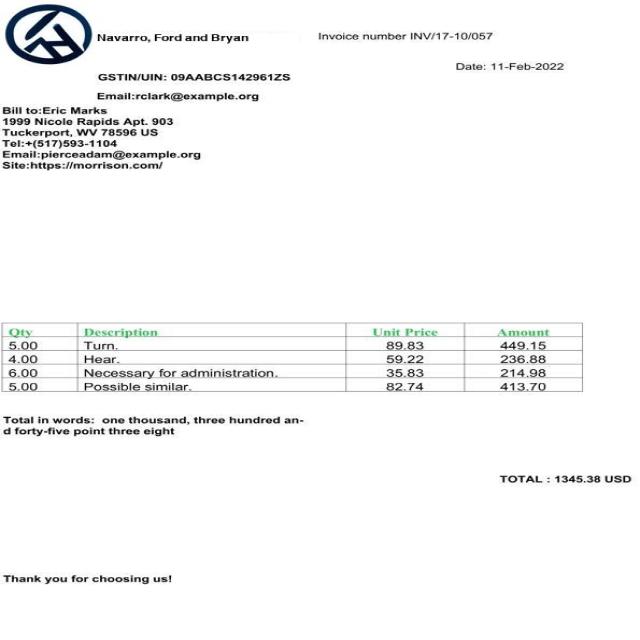 Navarro, Ford and Bryan
Invoice number INV/17-10/057
Date: 11-Feb-2022
GSTIN/UIN: 09AABCS142961ZS
Email:rclark@example.org
Bill to:Eric Marks
1999 Nicole Rapids Apt. 903
Tuckerport, WV 78596 US
Tel:+(517)593-1104
Email:pierceadam@example.org
Site:https://morrison.com/
Qty Description Unit Price Amount
5.00 Turn. 89.83 449.15
4.00 Hear. 59.22 236.88
6.00 Necessary for administration. 35.83 214.98
5.00 Possible similar. 82.74 413.70
Total in words: one thousand, three hundred an-
d forty-five point three eight
TOTAL : 1345.38 USD
Thank you for choosing us!